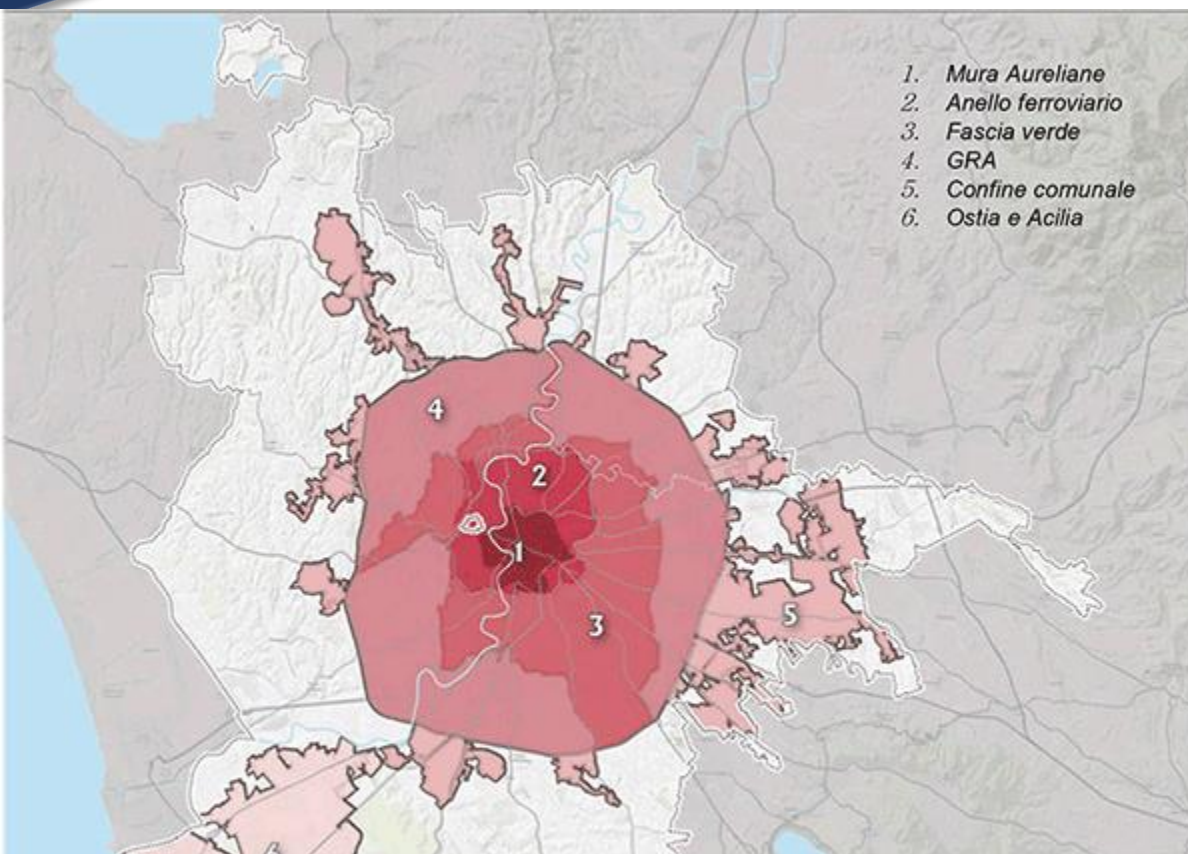 1. Mura Aureliane
2. Anello ferroviario
3. Fascia verde
4. GRA
5. Confine comunale
6. Ostia e Acilia
4
2
1
3
5